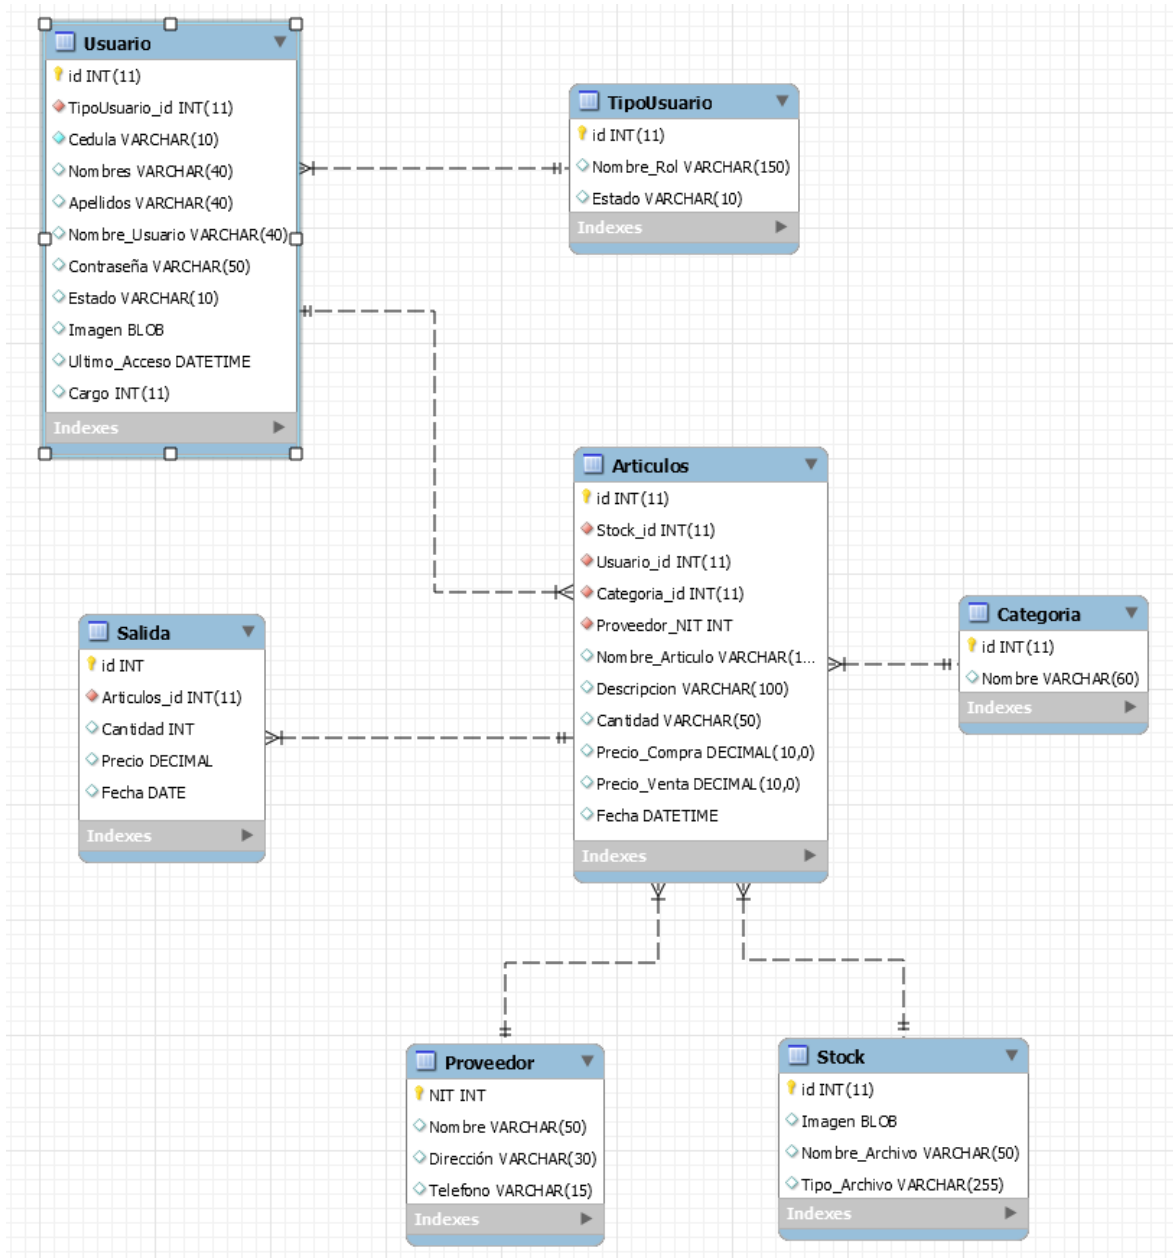 Usuario
id INT(11)
TipoUsuario_id INT(11)
Cedula VARCHAR(10)
Nombres VARCHAR(40)
Apellidos VARCHAR(40)
Nombre_Usuario VARCHAR(40)
Contraseña VARCHAR(50)
Estado VARCHAR(10)
Imagen BLOB
Ultimo_Acceso DATETIME
Cargo INT(11)
Indexes
TipoUsuario
id INT(11)
Nombre_Rol VARCHAR(150)
Estado VARCHAR(10)
Indexes
Articulos
id INT(11)
Stock_id INT(11)
Usuario_id INT(11)
Categoria_id INT(11)
Proveedor_NIT INT
Nombre_Articulo VARCHAR(1...
Descripcion VARCHAR(100)
Cantidad VARCHAR(50)
Precio_Compra DECIMAL(10,0)
Precio_Venta DECIMAL(10,0)
Fecha DATETIME
Indexes
Salida
id INT
Articulos_id INT(11)
Cantidad INT
Precio DECIMAL
Fecha DATE
Indexes
Categoria
id INT(11)
Nombre VARCHAR(60)
Indexes
Proveedor
NIT INT
Nombre VARCHAR(50)
Dirección VARCHAR(30)
Telefono VARCHAR(15)
Indexes
Stock
id INT(11)
Imagen BLOB
Nombre_Archivo VARCHAR(50)
Tipo_Archivo VARCHAR(255)
Indexes